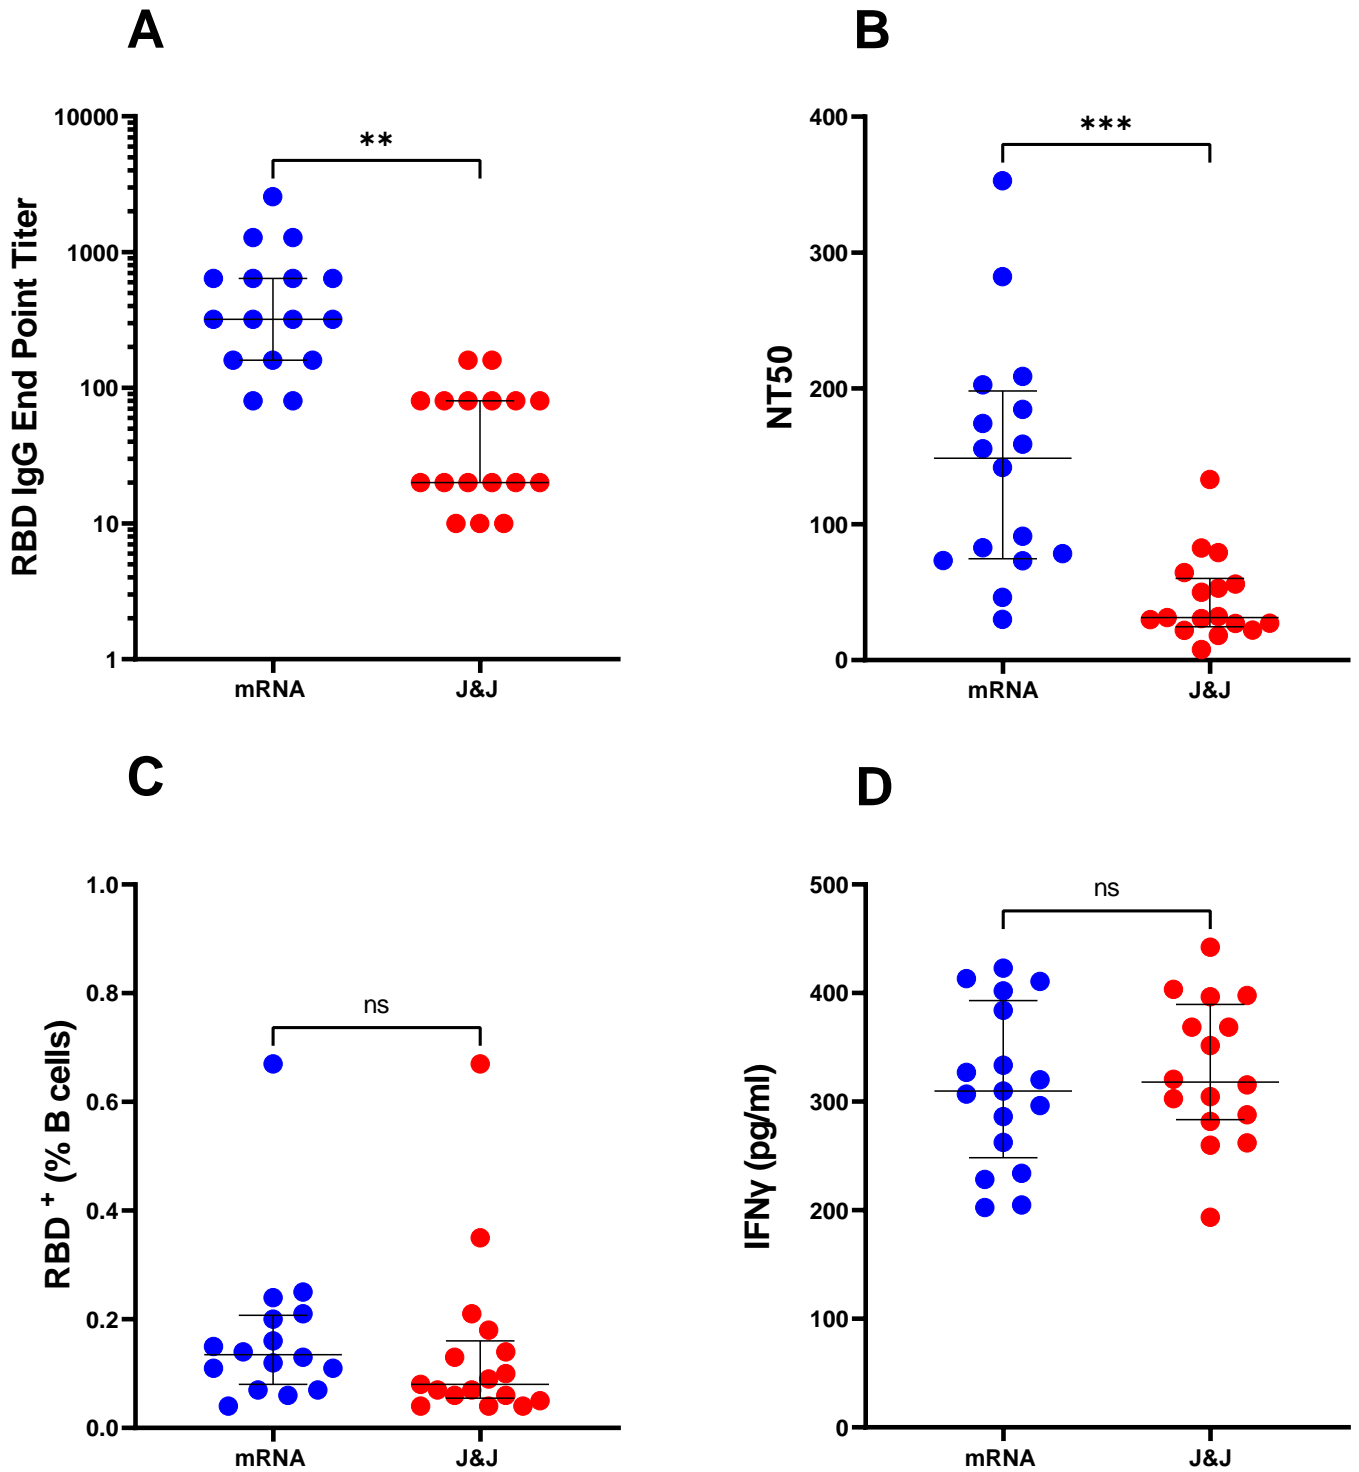 A
RBD IgG End Point Titer
10000
1000
100
10
1
**
mRNA
J&J
B
NT50
400
300
200
100
0
***
mRNA
J&J
C
RBD + (% B cells)
1.0
0.8
0.6
0.4
0.2
0.0
ns
mRNA
J&J
D
IFNγ (pg/ml)
500
400
300
200
100
0
ns
mRNA
J&J